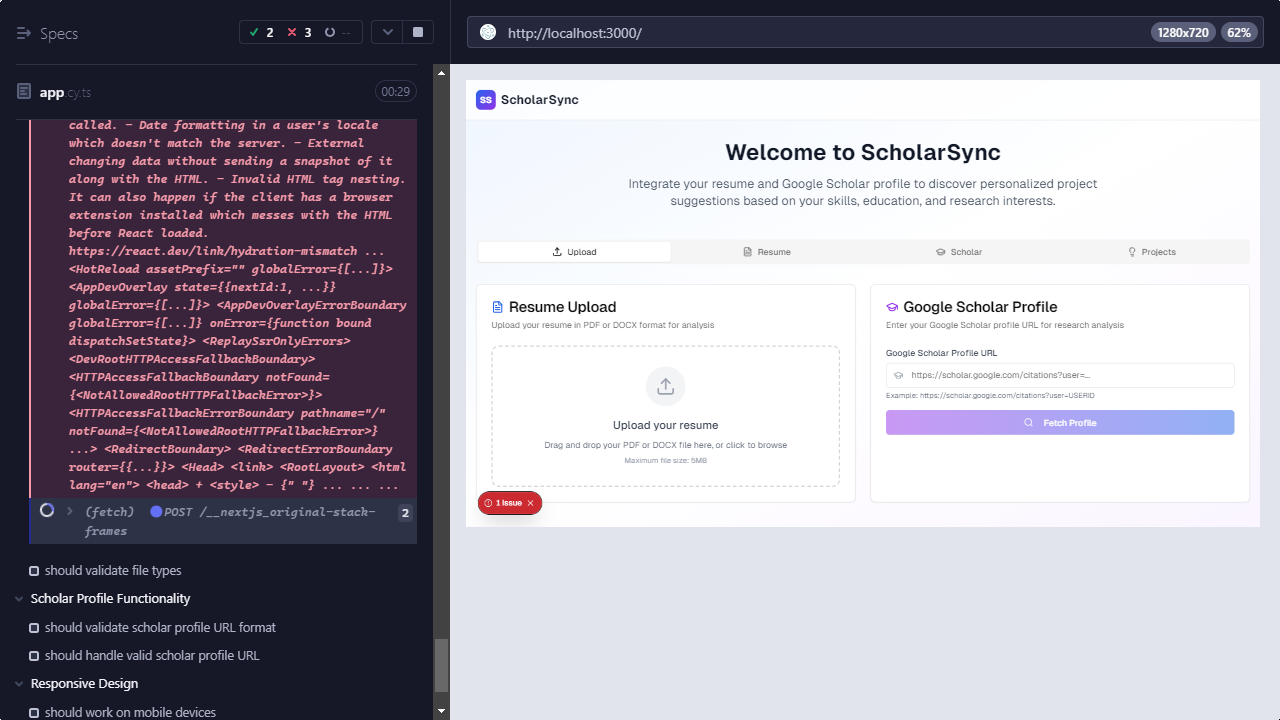 Specs
2
3
--
http://localhost:3000/
1280x720
62%
app.cy.ts
00:29
called. - Date formatting in a user's locale
which doesn't match the server. - External
changing data without sending a snapshot of it
along with the HTML. - Invalid HTML tag nesting.
It can also happen if the client has a browser
extension installed which messes with the HTML
before React loaded.
https://react.dev/link/hydration-mismatch ...
<HotReload assetPrefix="" globalError={[...]}>
<AppDevOverlay state={{nextId:1, ...}}
globalError={[...]}> <AppDevOverlayErrorBoundary
globalError={[...]} onError={function bound
dispatchSetState}> <ReplaySsrOnlyErrors>
<DevRootHTTPAccessFallbackBoundary>
<HTTPAccessFallbackBoundary notFound=
{<NotAllowedRootHTTPFallbackError>}>
<HTTPAccessFallbackErrorBoundary pathname="/"
notFound={<NotAllowedRootHTTPFallbackError>}
...> <RedirectBoundary> <RedirectErrorBoundary
router={{...}}> <Head> <link> <RootLayout> <html
lang="en"> <head> + <style> - {" "} ... ... ...
(fetch) POST /__nextjs_original-stack-
frames
2
should validate file types
Scholar Profile Functionality
should validate scholar profile URL format
should handle valid scholar profile URL
Responsive Design
should work on mobile devices
SS ScholarSync
Welcome to ScholarSync
Integrate your resume and Google Scholar profile to discover personalized project
suggestions based on your skills, education, and research interests.
Upload
Resume
Scholar
Projects
Resume Upload
Upload your resume in PDF or DOCX format for analysis
Upload your resume
Drag and drop your PDF or DOCX file here, or click to browse
Maximum file size: 5MB
1 Issue
Google Scholar Profile
Enter your Google Scholar profile URL for research analysis
Google Scholar Profile URL
https://scholar.google.com/citations?user=...
Example: https://scholar.google.com/citations?user=USERID
Fetch Profile